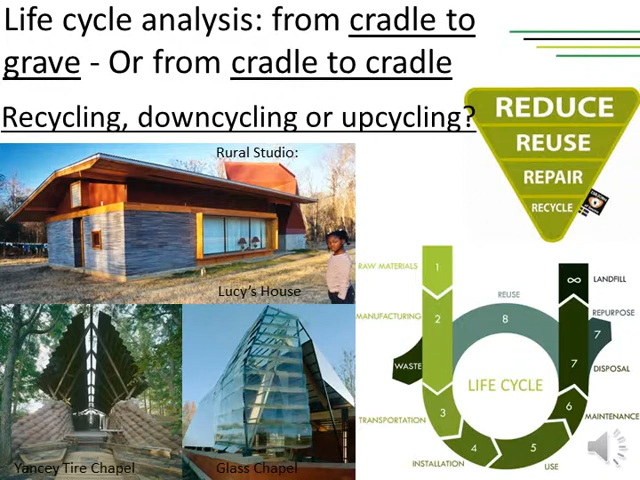 Life cycle analysis: from cradle to
grave - Or from cradle to cradle
Recycling, downcycling or upcycling?
REDUCE
REUSE
REPAIR
RECYCLE
Rural Studio:
Lucy's House
Yancey Tire Chapel
Glass Chapel
RAW MATERIALS
1
MANUFACTURING
2
WASTE
TRANSPORTATION
3
INSTALLATION
4
5
USE
6
MAINTENANCE
7
DISPOSAL
7
REPURPOSE
∞
LANDFILL
REUSE
8
LIFE CYCLE